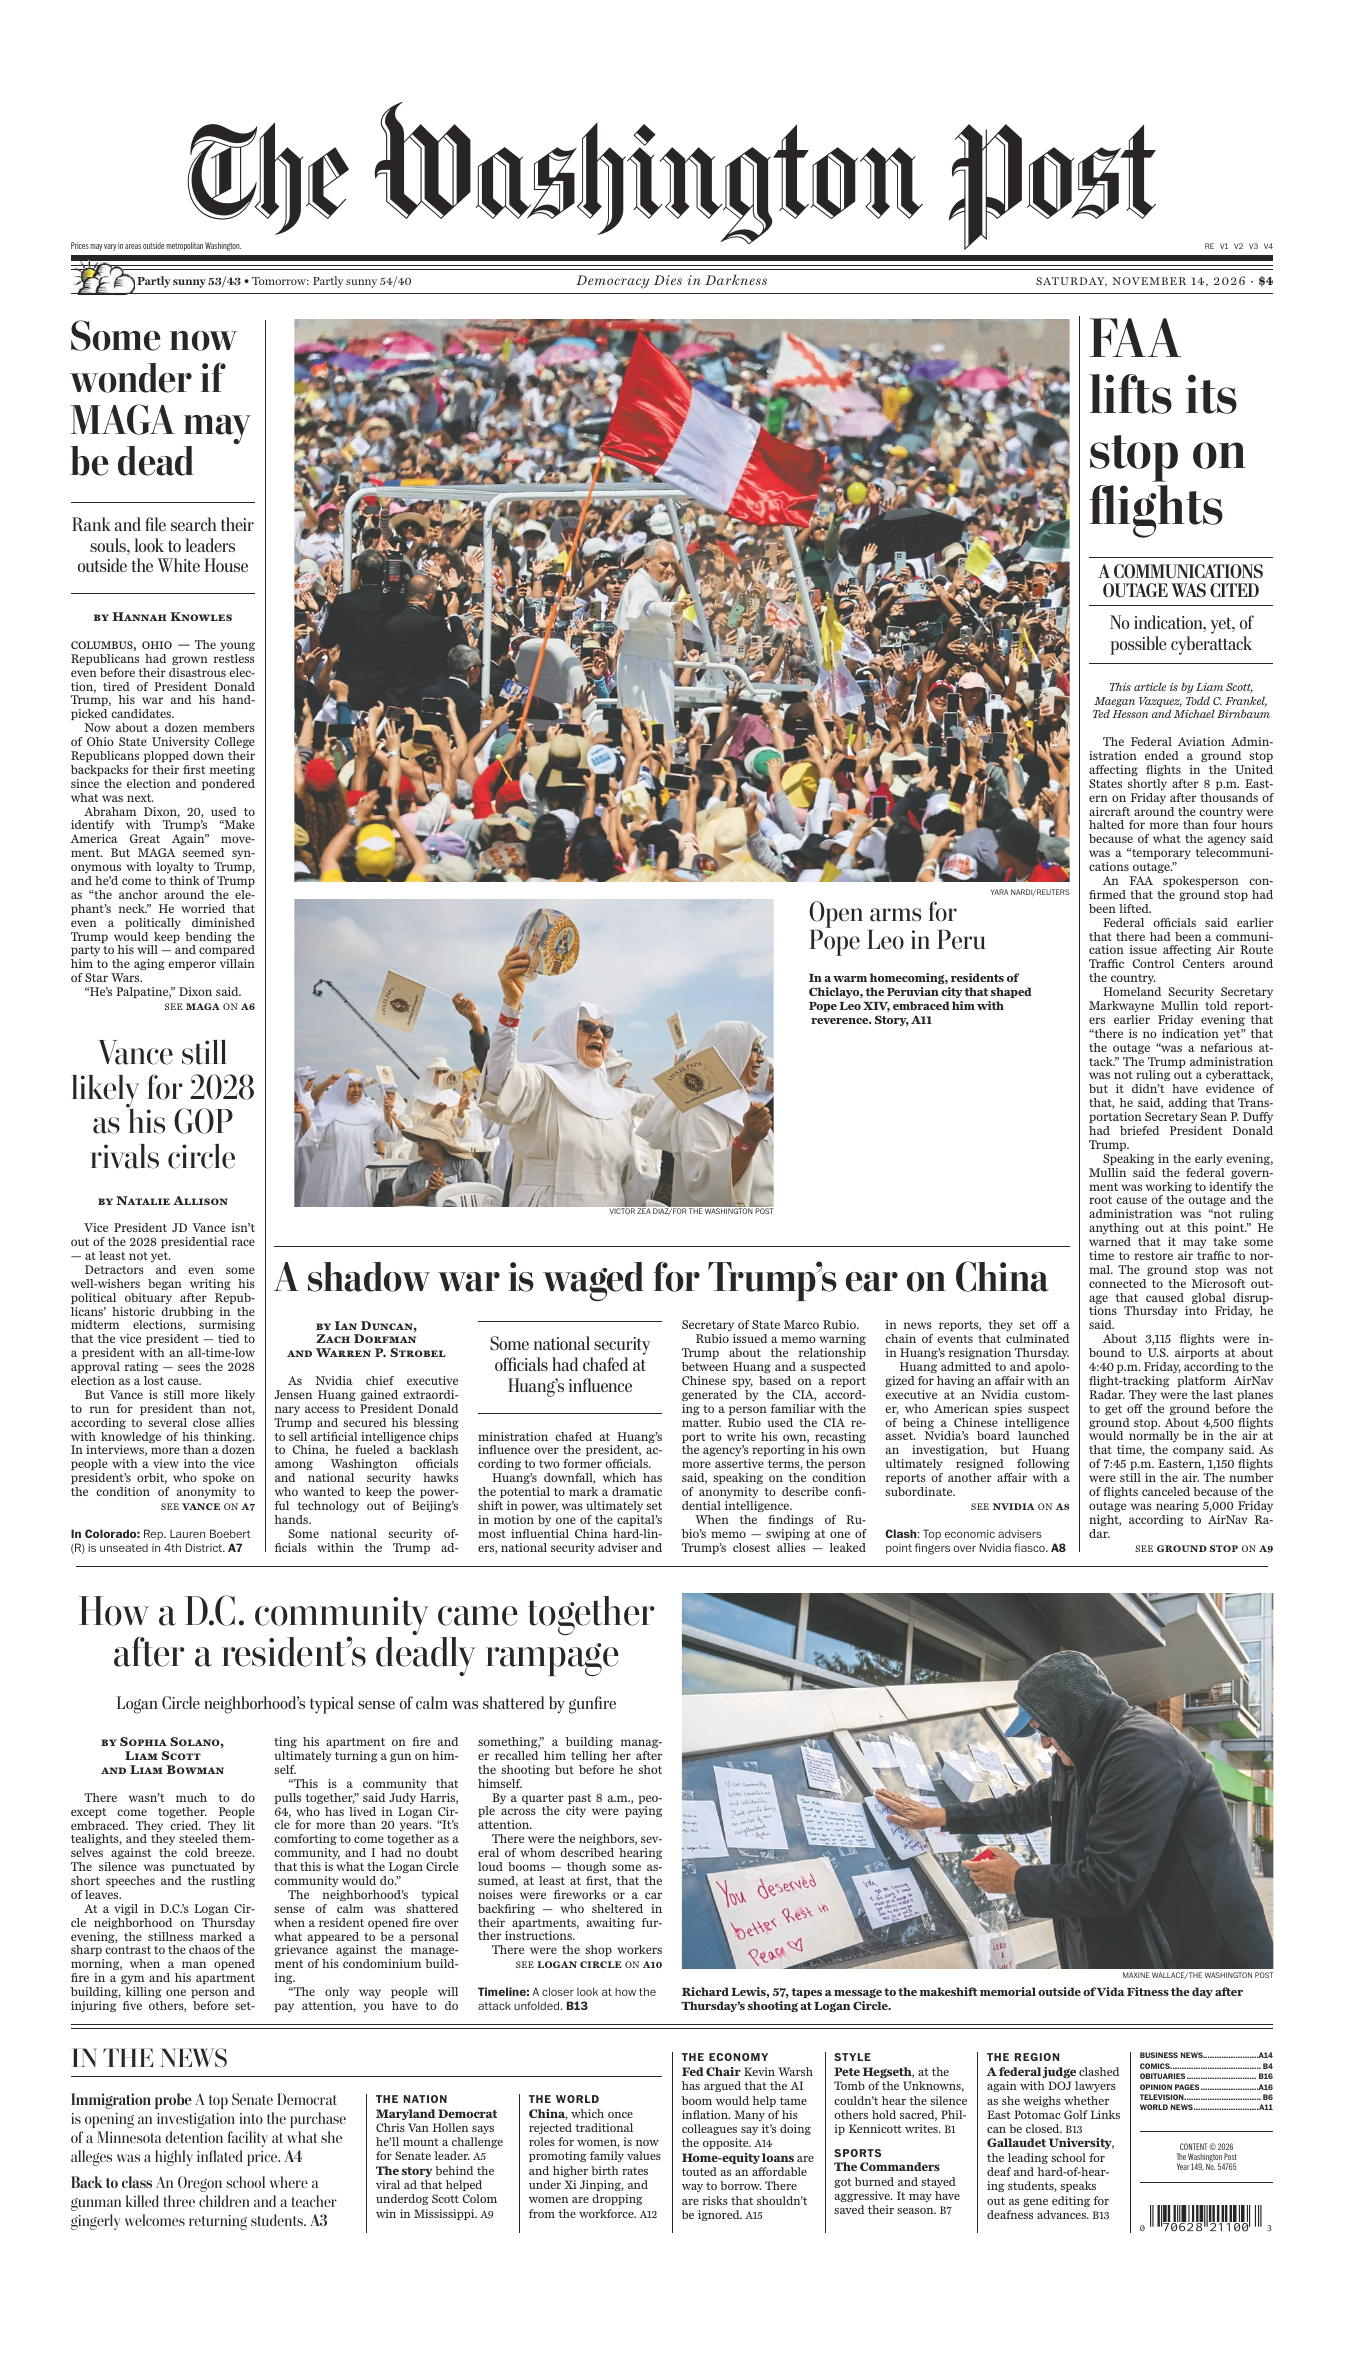 The Washington Post
Prices may vary in areas outside metropolitan Washington.
RE V1 V2 V3 V4
Partly sunny 53/43 • Tomorrow: Partly sunny 54/40
Democracy Dies in Darkness
SATURDAY, NOVEMBER 14, 2026 · $4
Some now
wonder if
MAGA may
be dead
Rank and file search their
souls, look to leaders
outside the White House
BY HANNAH KNOWLES
COLUMBUS, OHIO — The young
Republicans had grown restless
even before their disastrous elec-
tion, tired of President Donald
Trump, his war and his hand-
picked candidates.
Now about a dozen members
of Ohio State University College
Republicans plopped down their
backpacks for their first meeting
since the election and pondered
what was next.
Abraham Dixon, 20, used to
identify with Trump's “Make
America Great Again” move-
ment. But MAGA seemed syn-
onymous with loyalty to Trump,
and he'd come to think of Trump
as “the anchor around the ele-
phant's neck.” He worried that
even a politically diminished
Trump would keep bending the
party to his will — and compared
him to the aging emperor villain
of Star Wars.
“He's Palpatine,” Dixon said.
SEE MAGA ON A6
Vance still
likely for 2028
as his GOP
rivals circle
BY NATALIE ALLISON
Vice President JD Vance isn't
out of the 2028 presidential race
— at least not yet.
Detractors and even some
well-wishers began writing his
political obituary after Repub-
licans' historic drubbing in the
midterm elections, surmising
that the vice president — tied to
a president with an all-time-low
approval rating — sees the 2028
election as a lost cause.
But Vance is still more likely
to run for president than not,
according to several close allies
with knowledge of his thinking.
In interviews, more than a dozen
people with a view into the vice
president's orbit, who spoke on
the condition of anonymity to
SEE VANCE ON A7
In Colorado: Rep. Lauren Boebert
(R) is unseated in 4th District. A7
YARA NARDI/REUTERS
VIVA EL PAPA
VIVA EL PAPA
VICTOR ZEA DIAZ/FOR THE WASHINGTON POST
Open arms for
Pope Leo in Peru
In a warm homecoming, residents of
Chiclayo, the Peruvian city that shaped
Pope Leo XIV, embraced him with
reverence. Story, A11
A shadow war is waged for Trump's ear on China
BY IAN DUNCAN,
ZACH DORFMAN
AND WARREN P. STROBEL
As Nvidia chief executive
Jensen Huang gained extraordi-
nary access to President Donald
Trump and secured his blessing
to sell artificial intelligence chips
to China, he fueled a backlash
among Washington officials
and national security hawks
who wanted to keep the power-
ful technology out of Beijing's
hands.
Some national security of-
ficials within the Trump ad-
Some national security
officials had chafed at
Huang's influence
ministration chafed at Huang's
influence over the president, ac-
cording to two former officials.
Huang's downfall, which has
the potential to mark a dramatic
shift in power, was ultimately set
in motion by one of the capital's
most influential China hard-lin-
ers, national security adviser and
Secretary of State Marco Rubio.
Rubio issued a memo warning
Trump about the relationship
between Huang and a suspected
Chinese spy, based on a report
generated by the CIA, accord-
ing to a person familiar with the
matter. Rubio used the CIA re-
port to write his own, recasting
the agency's reporting in his own
more assertive terms, the person
said, speaking on the condition
of anonymity to describe confi-
dential intelligence.
When the findings of Ru-
bio's memo — swiping at one of
Trump's closest allies — leaked
in news reports, they set off a
chain of events that culminated
in Huang's resignation Thursday.
Huang admitted to and apolo-
gized for having an affair with an
executive at an Nvidia custom-
er, who American spies suspect
of being a Chinese intelligence
asset. Nvidia's board launched
an investigation, but Huang
ultimately resigned following
reports of another affair with a
subordinate.
SEE NVIDIA ON A8
Clash: Top economic advisers
point fingers over Nvidia fiasco. A8
FAA
lifts its
stop on
flights
A COMMUNICATIONS
OUTAGE WAS CITED
No indication, yet, of
possible cyberattack
This article is by Liam Scott,
Maegan Vazquez, Todd C. Frankel,
Ted Hesson and Michael Birnbaum
The Federal Aviation Admin-
istration ended a ground stop
affecting flights in the United
States shortly after 8 p.m. East-
ern on Friday after thousands of
aircraft around the country were
halted for more than four hours
because of what the agency said
was a “temporary telecommuni-
cations outage.”
An FAA spokesperson con-
firmed that the ground stop had
been lifted.
Federal officials said earlier
that there had been a communi-
cation issue affecting Air Route
Traffic Control Centers around
the country.
Homeland Security Secretary
Markwayne Mullin told report-
ers earlier Friday evening that
“there is no indication yet” that
the outage “was a nefarious at-
tack.” The Trump administration
was not ruling out a cyberattack,
but it didn't have evidence of
that, he said, adding that Trans-
portation Secretary Sean P. Duffy
had briefed President Donald
Trump.
Speaking in the early evening,
Mullin said the federal govern-
ment was working to identify the
root cause of the outage and the
administration was “not ruling
anything out at this point.” He
warned that it may take some
time to restore air traffic to nor-
mal. The ground stop was not
connected to the Microsoft out-
age that caused global disrup-
tions Thursday into Friday, he
said.
About 3,115 flights were in-
bound to U.S. airports at about
4:40 p.m. Friday, according to the
flight-tracking platform AirNav
Radar. They were the last planes
to get off the ground before the
ground stop. About 4,500 flights
would normally be in the air at
that time, the company said. As
of 7:45 p.m. Eastern, 1,150 flights
were still in the air. The number
of flights canceled because of the
outage was nearing 5,000 Friday
night, according to AirNav Ra-
dar.
SEE GROUND STOP ON A9
How a D.C. community came together
after a resident's deadly rampage
Logan Circle neighborhood's typical sense of calm was shattered by gunfire
BY SOPHIA SOLANO,
LIAM SCOTT
AND LIAM BOWMAN
There wasn't much to do
except come together. People
embraced. They cried. They lit
tealights, and they steeled them-
selves against the cold breeze.
The silence was punctuated by
short speeches and the rustling
of leaves.
At a vigil in D.C.'s Logan Cir-
cle neighborhood on Thursday
evening, the stillness marked a
sharp contrast to the chaos of the
morning, when a man opened
fire in a gym and his apartment
building, killing one person and
injuring five others, before set-
ting his apartment on fire and
ultimately turning a gun on him-
self.
“This is a community that
pulls together,” said Judy Harris,
64, who has lived in Logan Cir-
cle for more than 20 years. “It's
comforting to come together as a
community, and I had no doubt
that this is what the Logan Circle
community would do.”
The neighborhood's typical
sense of calm was shattered
when a resident opened fire over
what appeared to be a personal
grievance against the manage-
ment of his condominium build-
ing.
“The only way people will
pay attention, you have to do
something,” a building manag-
er recalled him telling her after
the shooting but before he shot
himself.
By a quarter past 8 a.m., peo-
ple across the city were paying
attention.
There were the neighbors, sev-
eral of whom described hearing
loud booms — though some as-
sumed, at least at first, that the
noises were fireworks or a car
backfiring — who sheltered in
their apartments, awaiting fur-
ther instructions.
There were the shop workers
SEE LOGAN CIRCLE ON A10
Timeline: A closer look at how the
attack unfolded. B13
You deserved
better. Rest in
Peace
MAXINE WALLACE/THE WASHINGTON POST
Richard Lewis, 57, tapes a message to the makeshift memorial outside of Vida Fitness the day after
Thursday's shooting at Logan Circle.
IN THE NEWS
Immigration probe A top Senate Democrat
is opening an investigation into the purchase
of a Minnesota detention facility at what she
alleges was a highly inflated price. A4
Back to class An Oregon school where a
gunman killed three children and a teacher
gingerly welcomes returning students. A3
THE NATION
Maryland Democrat
Chris Van Hollen says
he'll mount a challenge
for Senate leader. A5
The story behind the
viral ad that helped
underdog Scott Colom
win in Mississippi. A9
THE WORLD
China, which once
rejected traditional
roles for women, is now
promoting family values
and higher birth rates
under Xi Jinping, and
women are dropping
from the workforce. A12
THE ECONOMY
Fed Chair Kevin Warsh
has argued that the AI
boom would help tame
inflation. Many of his
colleagues say it's doing
the opposite. A14
Home-equity loans are
touted as an affordable
way to borrow. There
are risks that shouldn't
be ignored. A15
STYLE
Pete Hegseth, at the
Tomb of the Unknowns,
couldn't hear the silence
others hold sacred, Phil-
ip Kennicott writes. B1
SPORTS
The Commanders
got burned and stayed
aggressive. It may have
saved their season. B7
THE REGION
A federal judge clashed
again with DOJ lawyers
as she weighs whether
East Potomac Golf Links
can be closed. B13
Gallaudet University,
the leading school for
deaf and hard-of-hear-
ing students, speaks
out as gene editing for
deafness advances. B13
BUSINESS NEWS........................A14
COMICS........................B4
OBITUARIES........................B16
OPINION PAGES........................A16
TELEVISION........................B6
WORLD NEWS........................A11
CONTENT © 2026
The Washington Post
Year 149, No. 54765
0 70628 21100 3